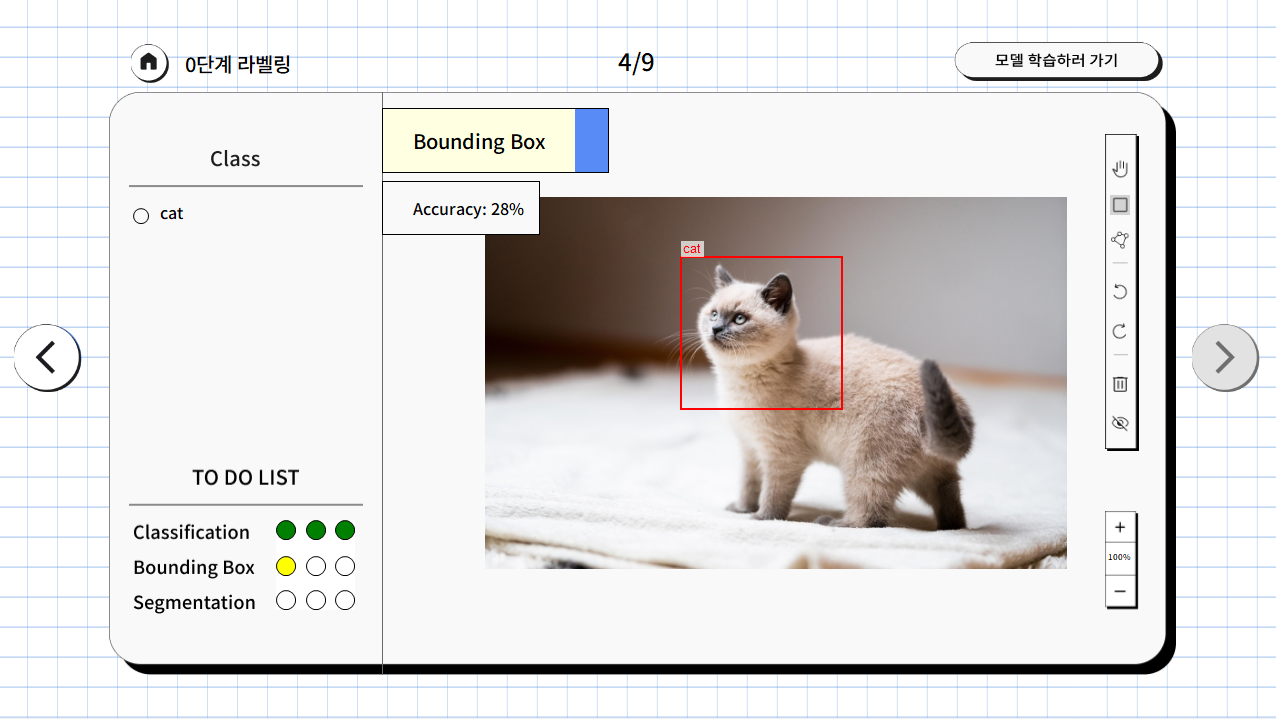 0단계 라벨링
4/9
모델 학습하러 가기
Class
cat
Bounding Box
Accuracy: 28%
cat
TO DO LIST
Classification
Bounding Box
Segmentation
100%